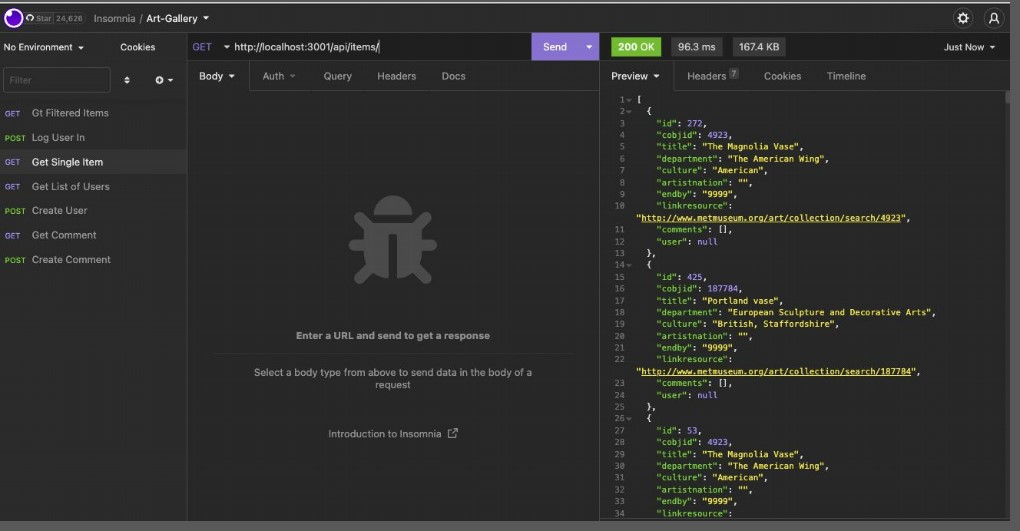 Star 24,626 Insomnia / Art-Gallery
No Environment Cookies GET http://localhost:3001/api/items/ Send 200 OK 96.3 ms 167.4 KB Just Now
Filter Body Auth Query Headers Docs Preview Headers 7 Cookies Timeline
GET Gt Filtered Items
POST Log User In
GET Get Single Item
GET Get List of Users
POST Create User
GET Get Comment
POST Create Comment
Enter a URL and send to get a response
Select a body type from above to send data in the body of a
request
Introduction to Insomnia
1 [
2 {
3 "id": 272,
4 "cobjid": 4923,
5 "title": "The Magnolia Vase",
6 "department": "The American Wing",
7 "culture": "American",
8 "artistnation": "",
9 "endby": "9999",
10 "linkresource":
"http://www.metmuseum.org/art/collection/search/4923",
11 "comments": [],
12 "user": null
13 },
14 {
15 "id": 425,
16 "cobjid": 187784,
17 "title": "Portland vase",
18 "department": "European Sculpture and Decorative Arts",
19 "culture": "British, Staffordshire",
20 "artistnation": "",
21 "endby": "9999",
22 "linkresource":
"http://www.metmuseum.org/art/collection/search/187784",
23 "comments": [],
24 "user": null
25 },
26 {
27 "id": 53,
28 "cobjid": 4923,
29 "title": "The Magnolia Vase",
30 "department": "The American Wing",
31 "culture": "American",
32 "artistnation": "",
33 "endby": "9999",
34 "linkresource":